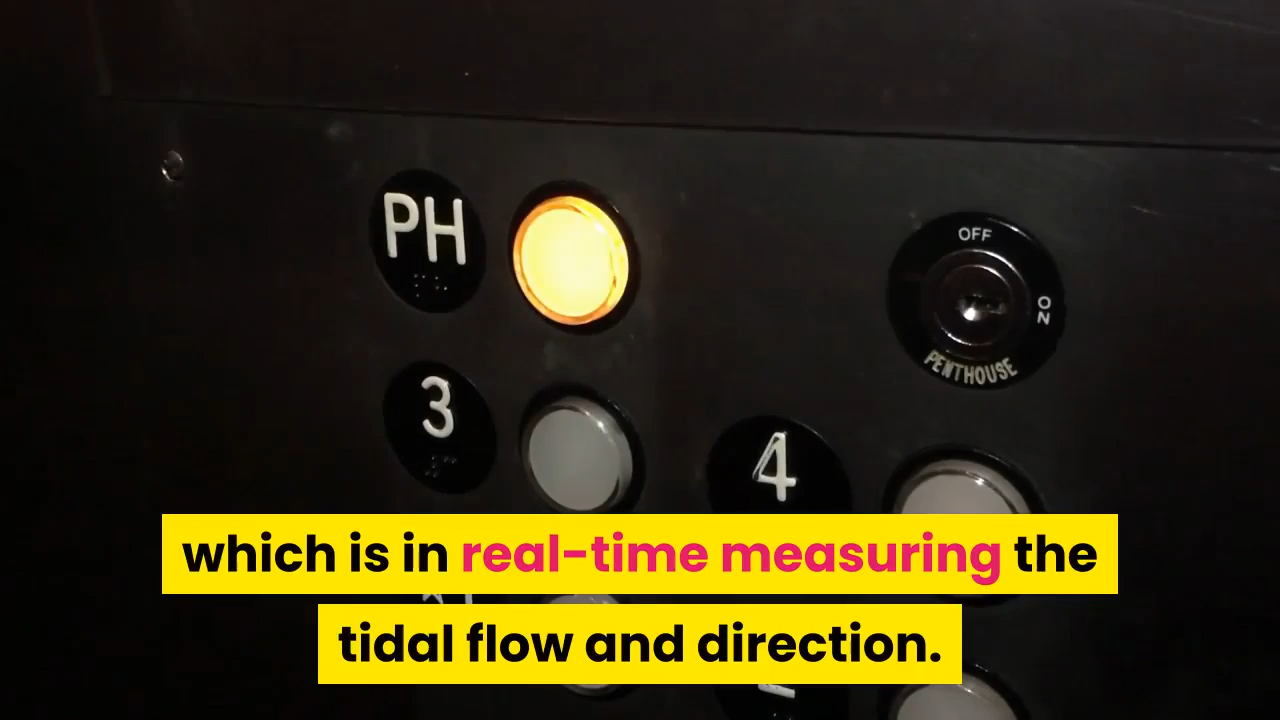 PH
OFF
ON
PENTHOUSE
3
4
which is in real-time measuring the
tidal flow and direction.